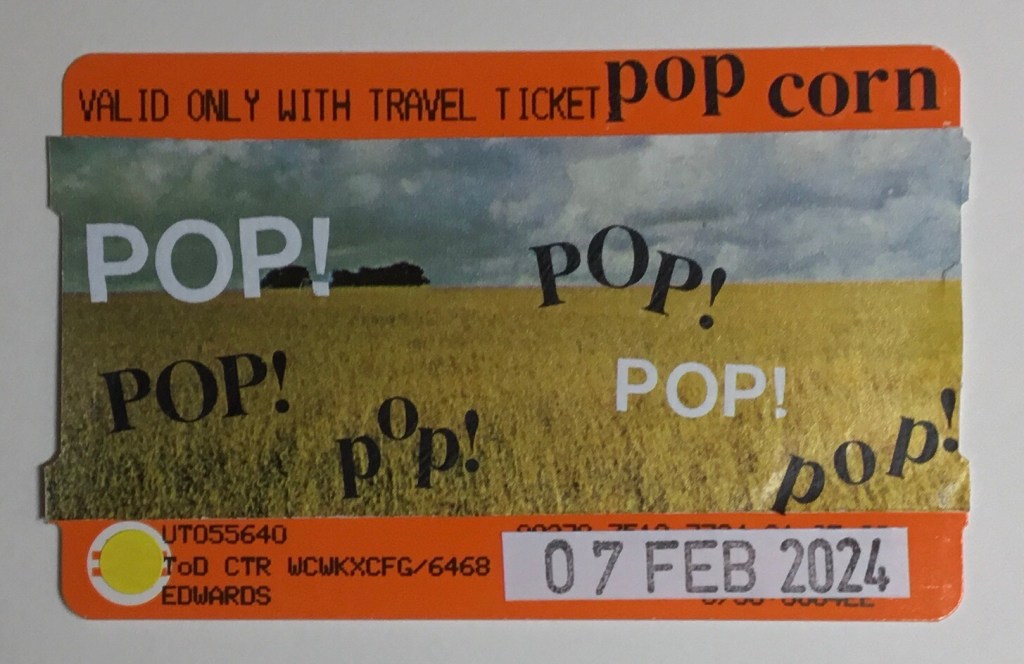 VALID ONLY WITH TRAVEL TICKET pop corn
POP!
POP!
POP!
POP!
pop!
pop!
UT055640
ToD CTR WCWKXCFG/6468
07 FEB 2024
EDWARDS